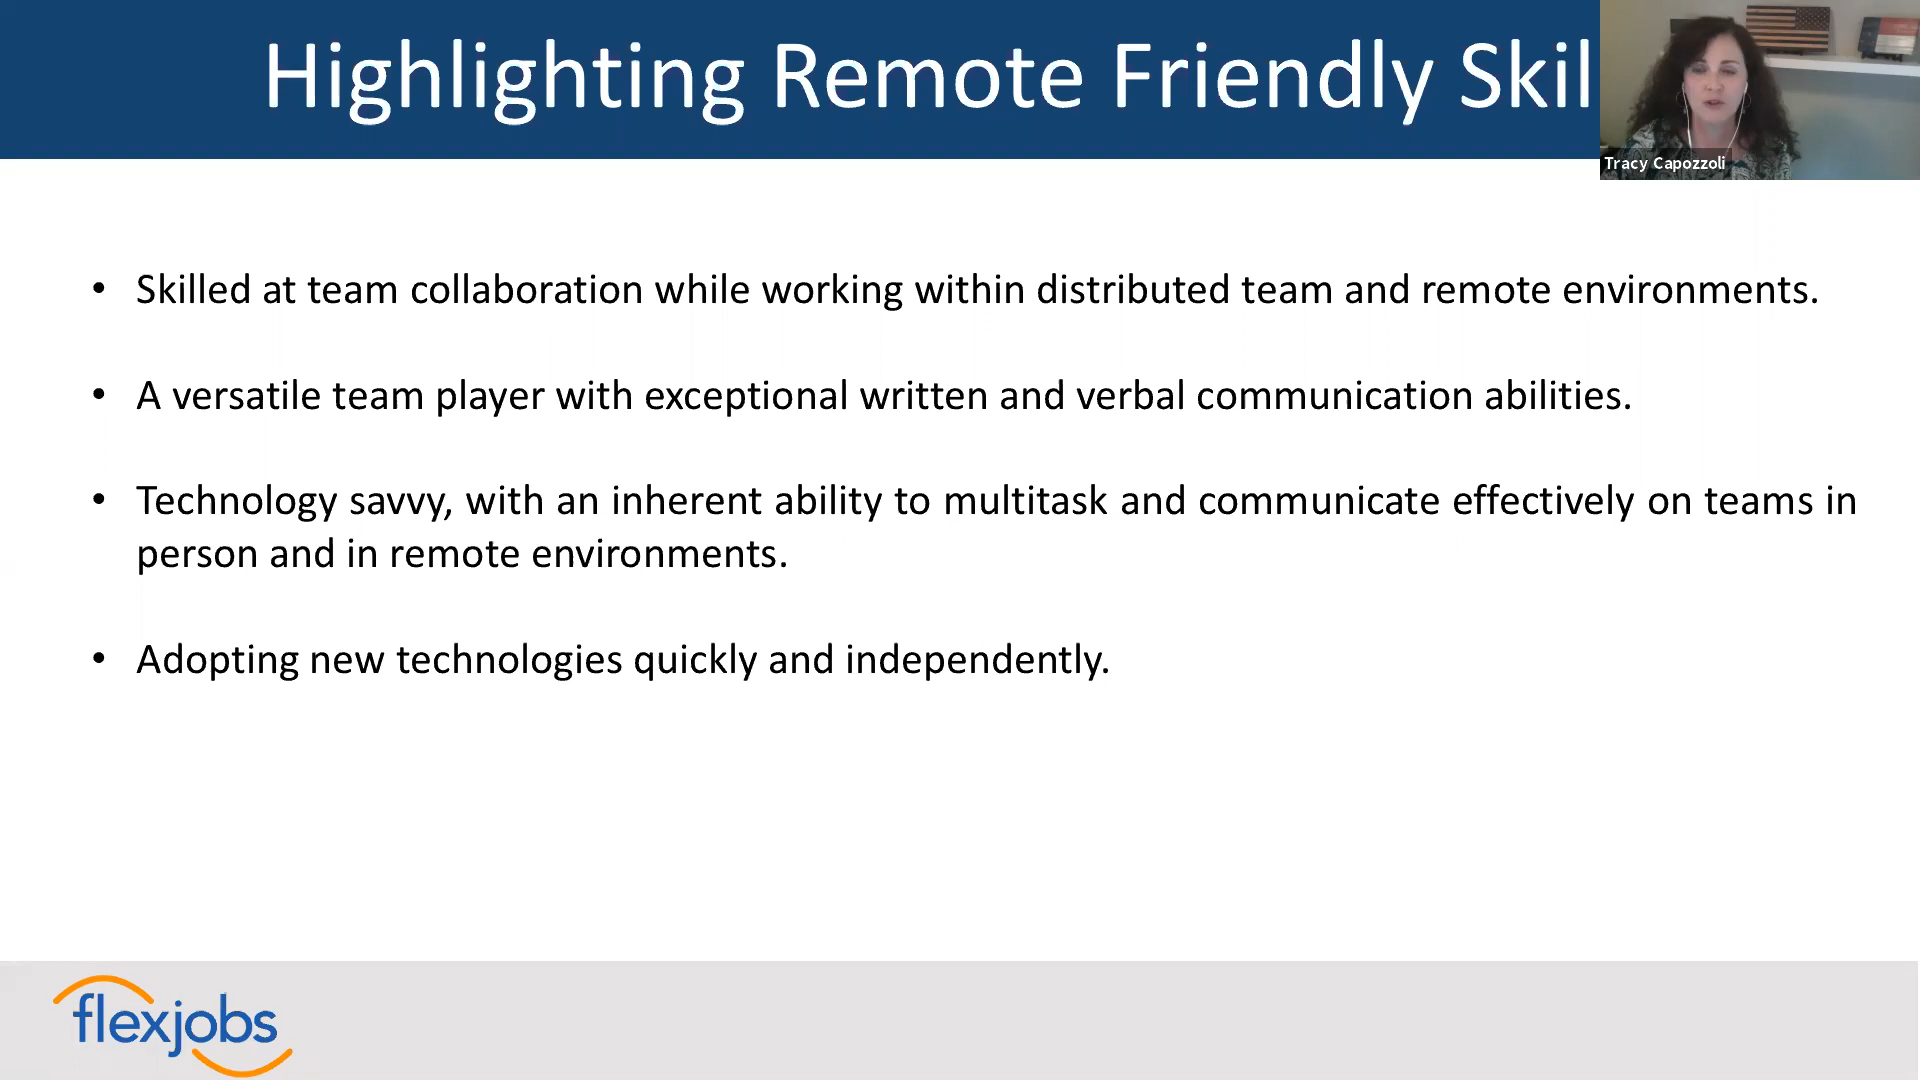 Highlighting Remote Friendly Skil
Tracy Capozzoli
• Skilled at team collaboration while working within distributed team and remote environments.
• A versatile team player with exceptional written and verbal communication abilities.
• Technology savvy, with an inherent ability to multitask and communicate effectively on teams in
person and in remote environments.
• Adopting new technologies quickly and independently.
flexjobs